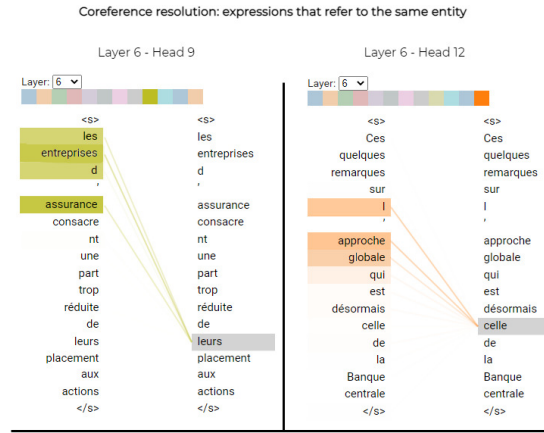 Coreference resolution: expressions that refer to the same entity
Layer 6 - Head 9
Layer: 6
<s> <s>
les les
entreprises entreprises
d d
' '
assurance assurance
consacre consacre
nt nt
une une
part part
trop trop
réduite réduite
de de
leurs leurs
placement placement
aux aux
actions actions
</s> </s>
Layer 6 - Head 12
Layer: 6
<s> <s>
Ces Ces
quelques quelques
remarques remarques
sur sur
l l
' '
approche approche
globale globale
qui qui
est est
désormais désormais
celle celle
de de
la la
Banque Banque
centrale centrale
</s> </s>